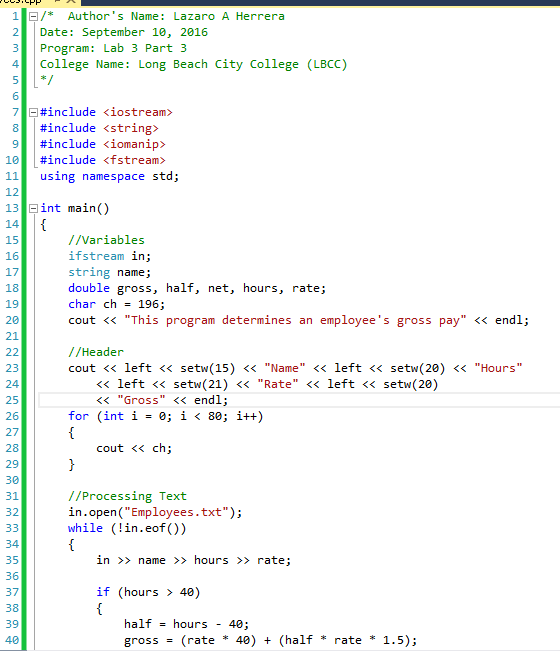 1 /*  Author's Name: Lazaro A Herrera
2 Date: September 10, 2016
3 Program: Lab 3 Part 3
4 College Name: Long Beach City College (LBCC)
5 */
6
7 #include <iostream>
8 #include <string>
9 #include <iomanip>
10 #include <fstream>
11 using namespace std;
12
13 int main()
14 {
15     //Variables
16     ifstream in;
17     string name;
18     double gross, half, net, hours, rate;
19     char ch = 196;
20     cout << "This program determines an employee's gross pay" << endl;
21
22     //Header
23     cout << left << setw(15) << "Name" << left << setw(20) << "Hours"
24         << left << setw(21) << "Rate" << left << setw(20)
25         << "Gross" << endl;
26     for (int i = 0; i < 80; i++)
27     {
28         cout << ch;
29     }
30
31     //Processing Text
32     in.open("Employees.txt");
33     while (!in.eof())
34     {
35         in >> name >> hours >> rate;
36
37         if (hours > 40)
38         {
39             half = hours - 40;
40             gross = (rate * 40) + (half * rate * 1.5);